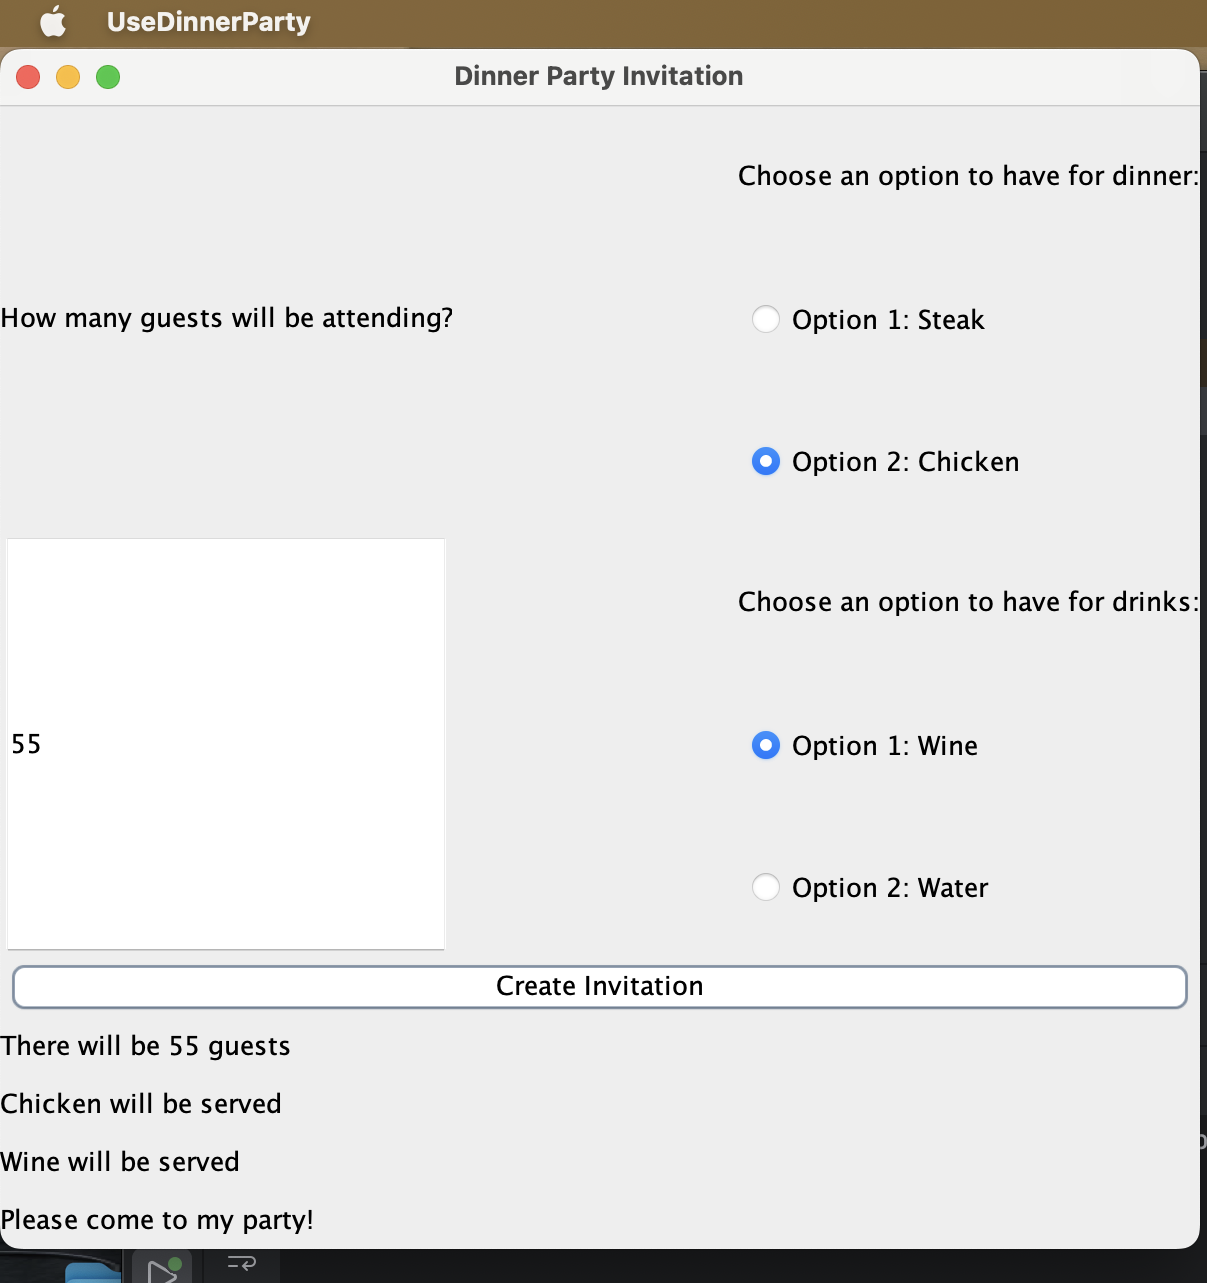 UseDinnerParty
Dinner Party Invitation
How many guests will be attending?
55
Choose an option to have for dinner:
Option 1: Steak
Option 2: Chicken
Choose an option to have for drinks:
Option 1: Wine
Option 2: Water
Create Invitation
There will be 55 guests
Chicken will be served
Wine will be served
Please come to my party!